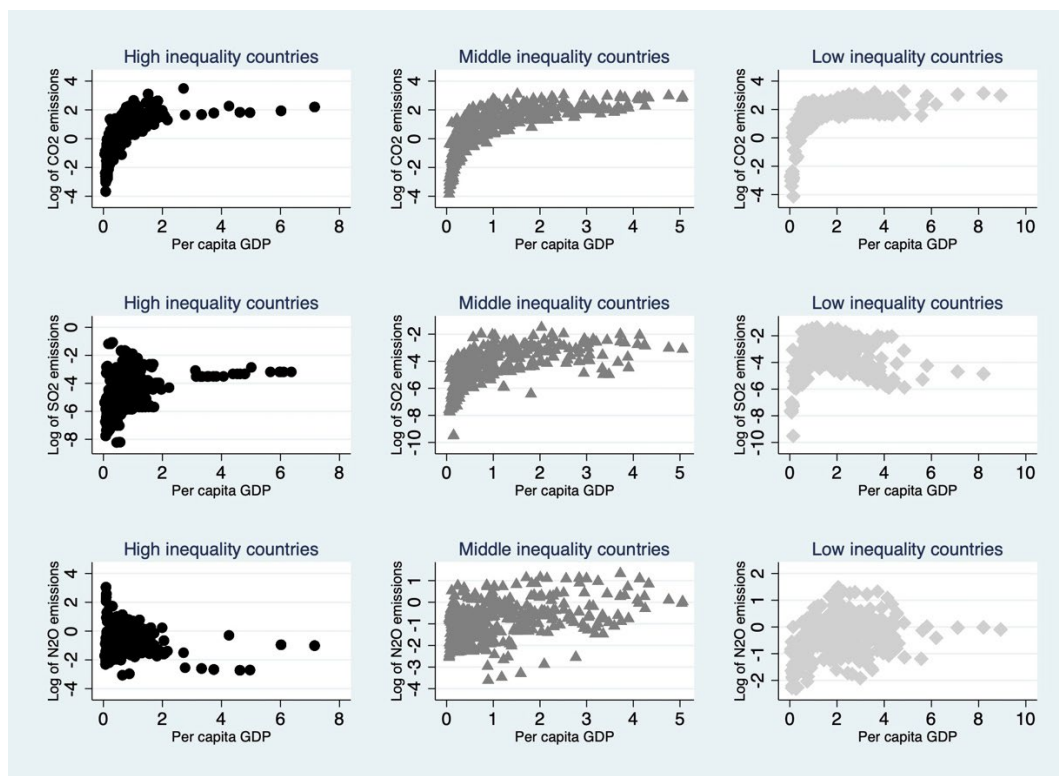 High inequality countries
Log of CO2 emissions
-4 -2 0 2 4
0 2 4 6 8
Per capita GDP
Middle inequality countries
Log of CO2 emissions
-4 -2 0 2 4
0 1 2 3 4 5
Per capita GDP
Low inequality countries
Log of CO2 emissions
-4 -2 0 2 4
0 2 4 6 8 10
Per capita GDP
High inequality countries
Log of SO2 emissions
-8 -6 -4 -2 0
0 2 4 6 8
Per capita GDP
Middle inequality countries
Log of SO2 emissions
-10 -8 -6 -4 -2
0 1 2 3 4 5
Per capita GDP
Low inequality countries
Log of SO2 emissions
-10 -8 -6 -4 -2
0 2 4 6 8 10
Per capita GDP
High inequality countries
Log of N2O emissions
-4 -2 0 2 4
0 2 4 6 8
Per capita GDP
Middle inequality countries
Log of N2O emissions
-4 -3 -2 -1 0 1
0 1 2 3 4 5
Per capita GDP
Low inequality countries
Log of N2O emissions
-2 -1 0 1 2
0 2 4 6 8 10
Per capita GDP